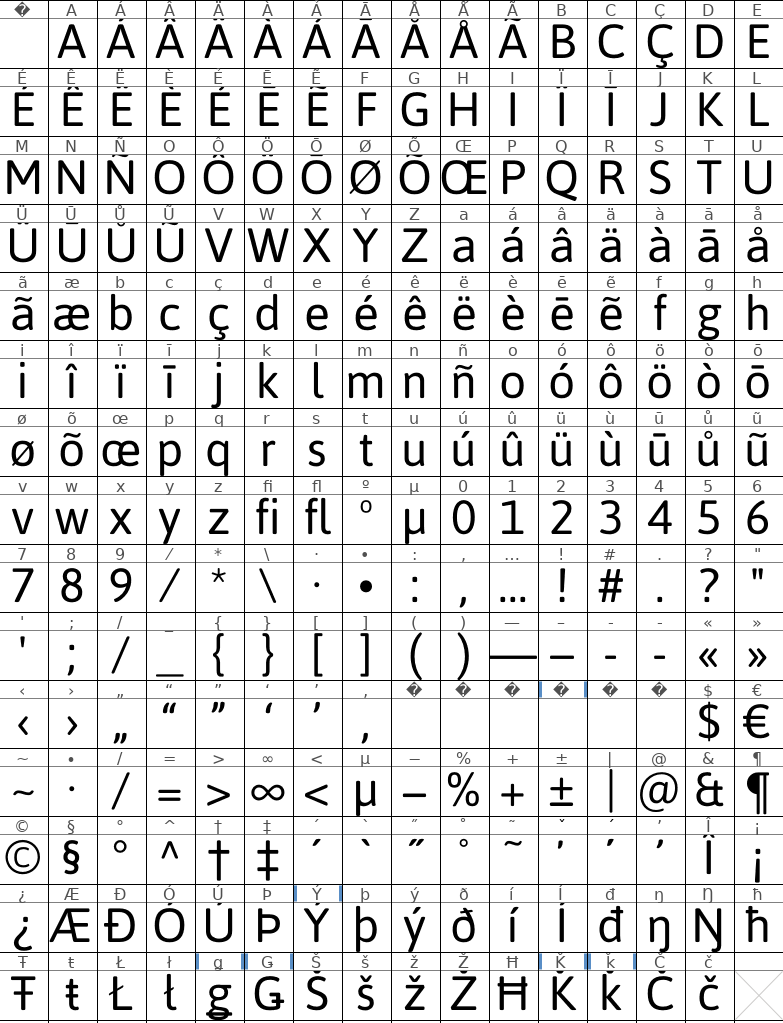 � A Á Â Ä À Á Ā Å Å Ã B C Ç D E
A Á Â Ä À Á Ā Å Å Ã B C Ç D E
É Ê Ë È É Ē Ẽ F G H I Ï Ī J K L
É Ê Ë È É Ē Ẽ F G H I Ï Ī J K L
M N Ñ O Ô Ö Ō Ø Õ Œ P Q R S T U
M N Ñ O Ô Ö Ō Ø Õ Œ P Q R S T U
Ü Ū Ů Ũ V W X Y Z a á â ä à ā å
Ü Ū Ů Ũ V W X Y Z a á â ä à ā å
ã æ b c ç d e é ê ë è ē ẽ f g h
ã æ b c ç d e é ê ë è ē ẽ f g h
i î ï ī j k l m n ñ o ó ô ö ò ō
i î ï ī j k l m n ñ o ó ô ö ò ō
ø õ œ p q r s t u ú û ü ù ū ů ũ
ø õ œ p q r s t u ú û ü ù ū ů ũ
v w x y z ﬁ ﬂ º µ 0 1 2 3 4 5 6
v w x y z ﬁ ﬂ º µ 0 1 2 3 4 5 6
7 8 9 ⁄ * \ · • : , … ! # . ? "
7 8 9 ⁄ * \ · • : , … ! # . ? "
' ; / _ { } [ ] ( ) — – - - « »
' ; / _ { } [ ] ( ) — – - - « »
‹ › „ “ ” ‘ ’ ‚ � � � � � � $ €
‹ › „ “ ” ‘ ’ ‚ $ €
~ ∙ ∕ = > ∞ < µ − % + ± | @ & ¶
~ ∙ ∕ = > ∞ < µ − % + ± | @ & ¶
© § ° ^ † ‡ ´ ` ˝ ˚ ˜ ˇ ˊ ʼ Î ¡
© § ° ^ † ‡ ´ ` ˝ ˚ ˜ ʼ ˊ ʼ Î ¡
¿ Æ Ð Ó Ú Þ Ý þ ý ð í Í đ ŋ Ŋ ħ
¿ Æ Ð Ó Ú Þ Ý þ ý ð í Í đ ŋ Ŋ ħ
Ŧ ŧ Ł ł g Ǥ Š š ž Ž Ħ Ǩ ǩ Č č
Ŧ ŧ Ł ł g Ǥ Š š ž Ž Ħ Ǩ ǩ Č č